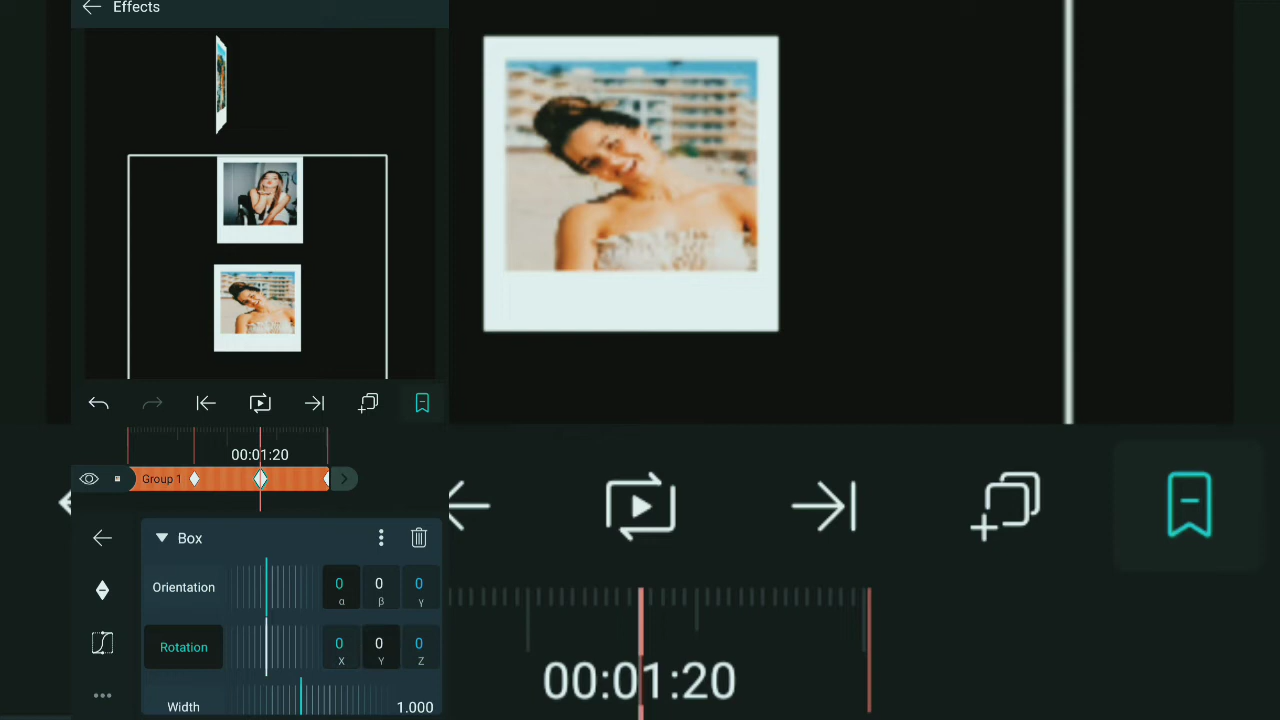 Effects
00:01:20
Group 1
Box
Orientation
0 0 0
α β γ
Rotation
0 0 0
X Y Z
Width 1.000
00:01:20